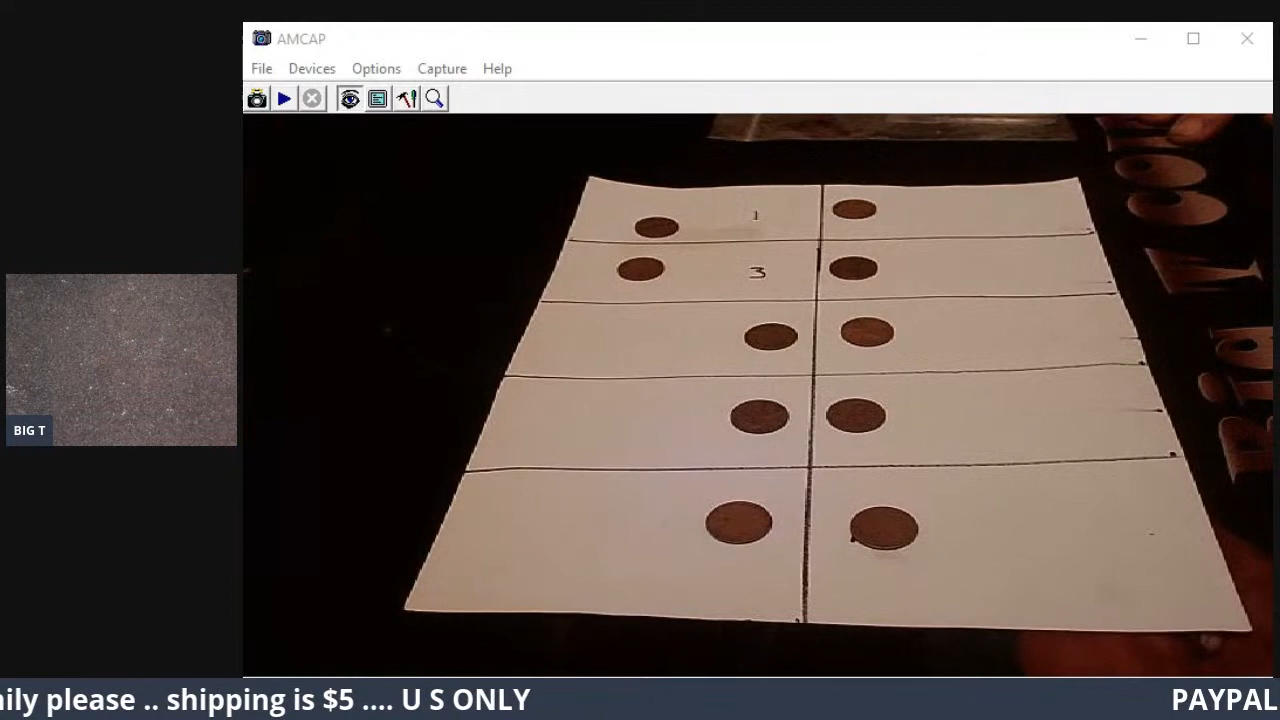 AMCAP
File Devices Options Capture Help
1
3
BIG T
ily please .. shipping is $5 .... U S ONLY
PAYPAL